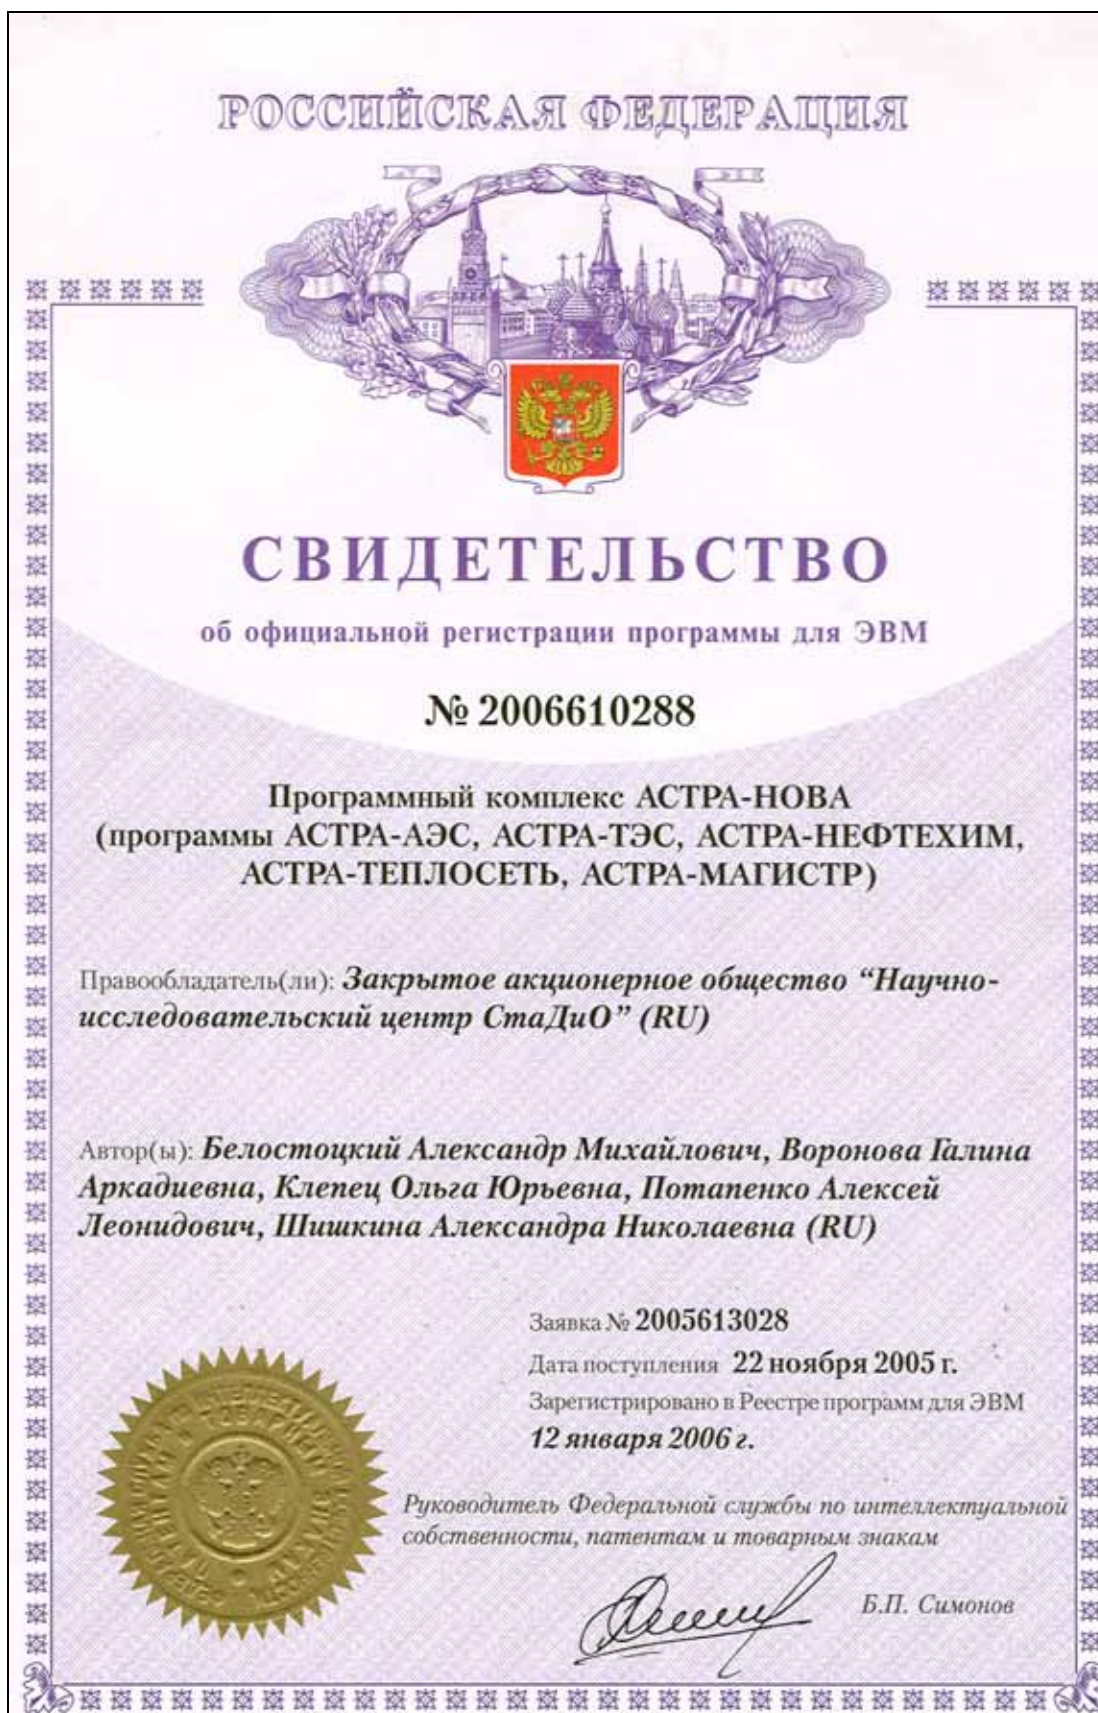 РОССИЙСКАЯ ФЕДЕРАЦИЯ
СВИДЕТЕЛЬСТВО
об официальной регистрации программы для ЭВМ
№ 2006610288
Программный комплекс АСТРА-НОВА
(программы АСТРА-АЭС, АСТРА-ТЭС, АСТРА-НЕФТЕХИМ,
АСТРА-ТЕПЛОСЕТЬ, АСТРА-МАГИСТР)
Правообладатель(ли): Закрытое акционерное общество “Научно-
исследовательский центр СтаДиО” (RU)
Автор(ы): Белостоцкий Александр Михайлович, Воронова Галина
Аркадиевна, Клепец Ольга Юрьевна, Потапенко Алексей
Леонидович, Шишкина Александра Николаевна (RU)
Заявка № 2005613028
Дата поступления 22 ноября 2005 г.
Зарегистрировано в Реестре программ для ЭВМ
12 января 2006 г.
Руководитель Федеральной службы по интеллектуальной
собственности, патентам и товарным знакам
Б.П. Симонов